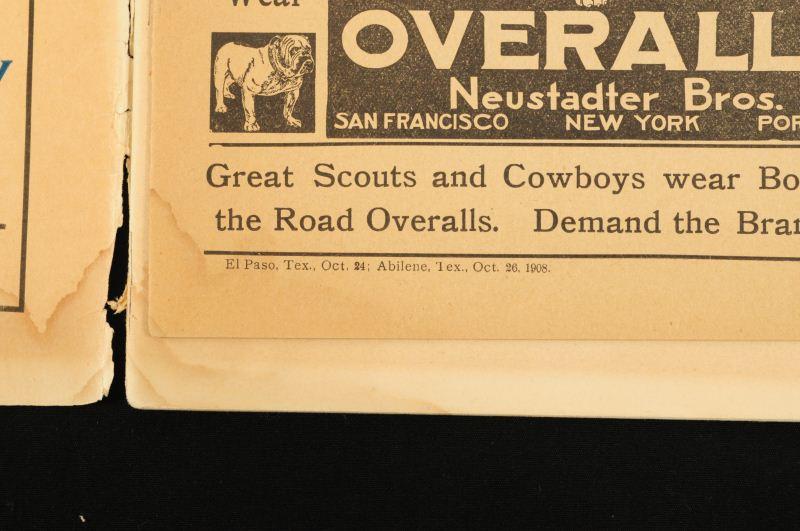 Wear
OVERALL
Neustadter Bros.
SAN FRANCISCO NEW YORK POR
Great Scouts and Cowboys wear Bo
the Road Overalls. Demand the Bran
El Paso, Tex., Oct. 24; Abilene, Tex., Oct. 26, 1908.